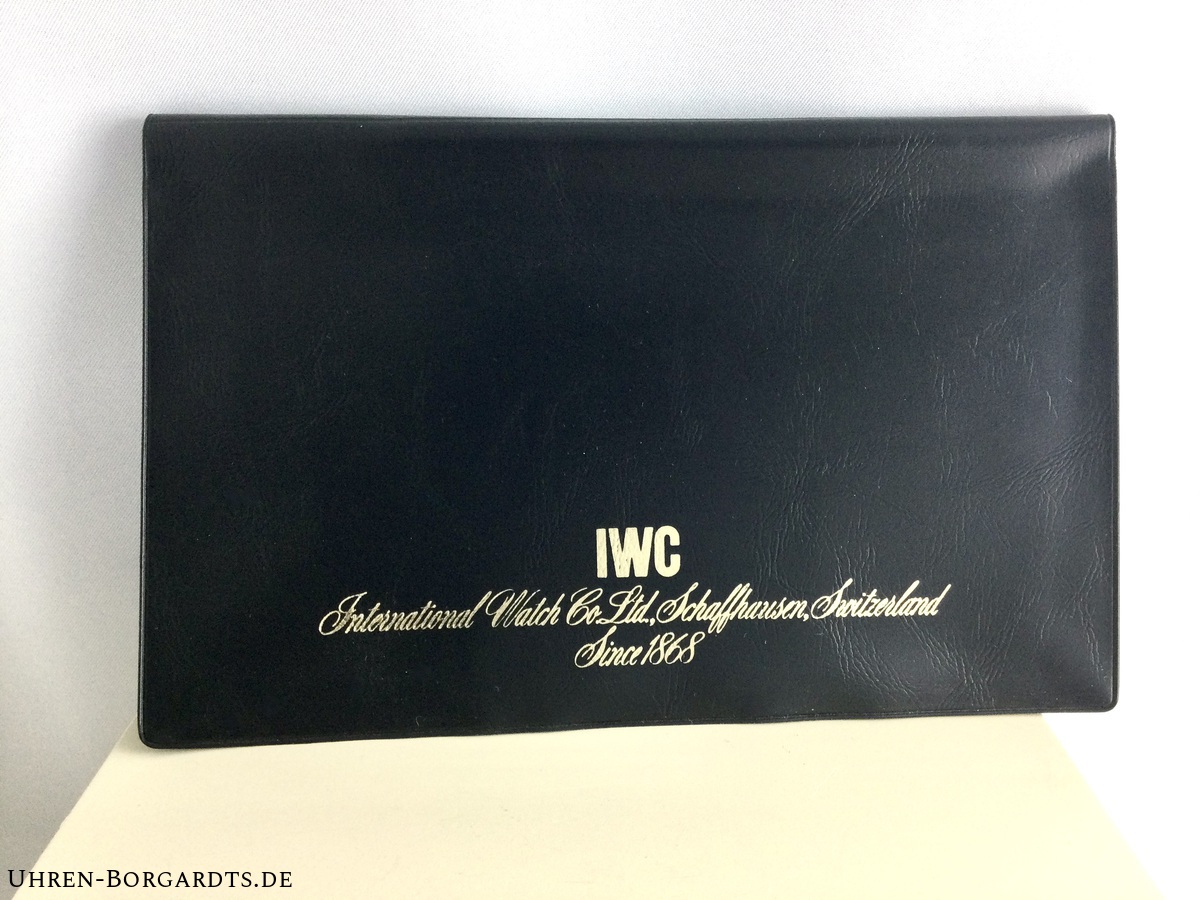 IWC
International Watch Co. Ltd., Schaffhausen, Switzerland
Since 1868
UHREN-BORGARDTS.DE